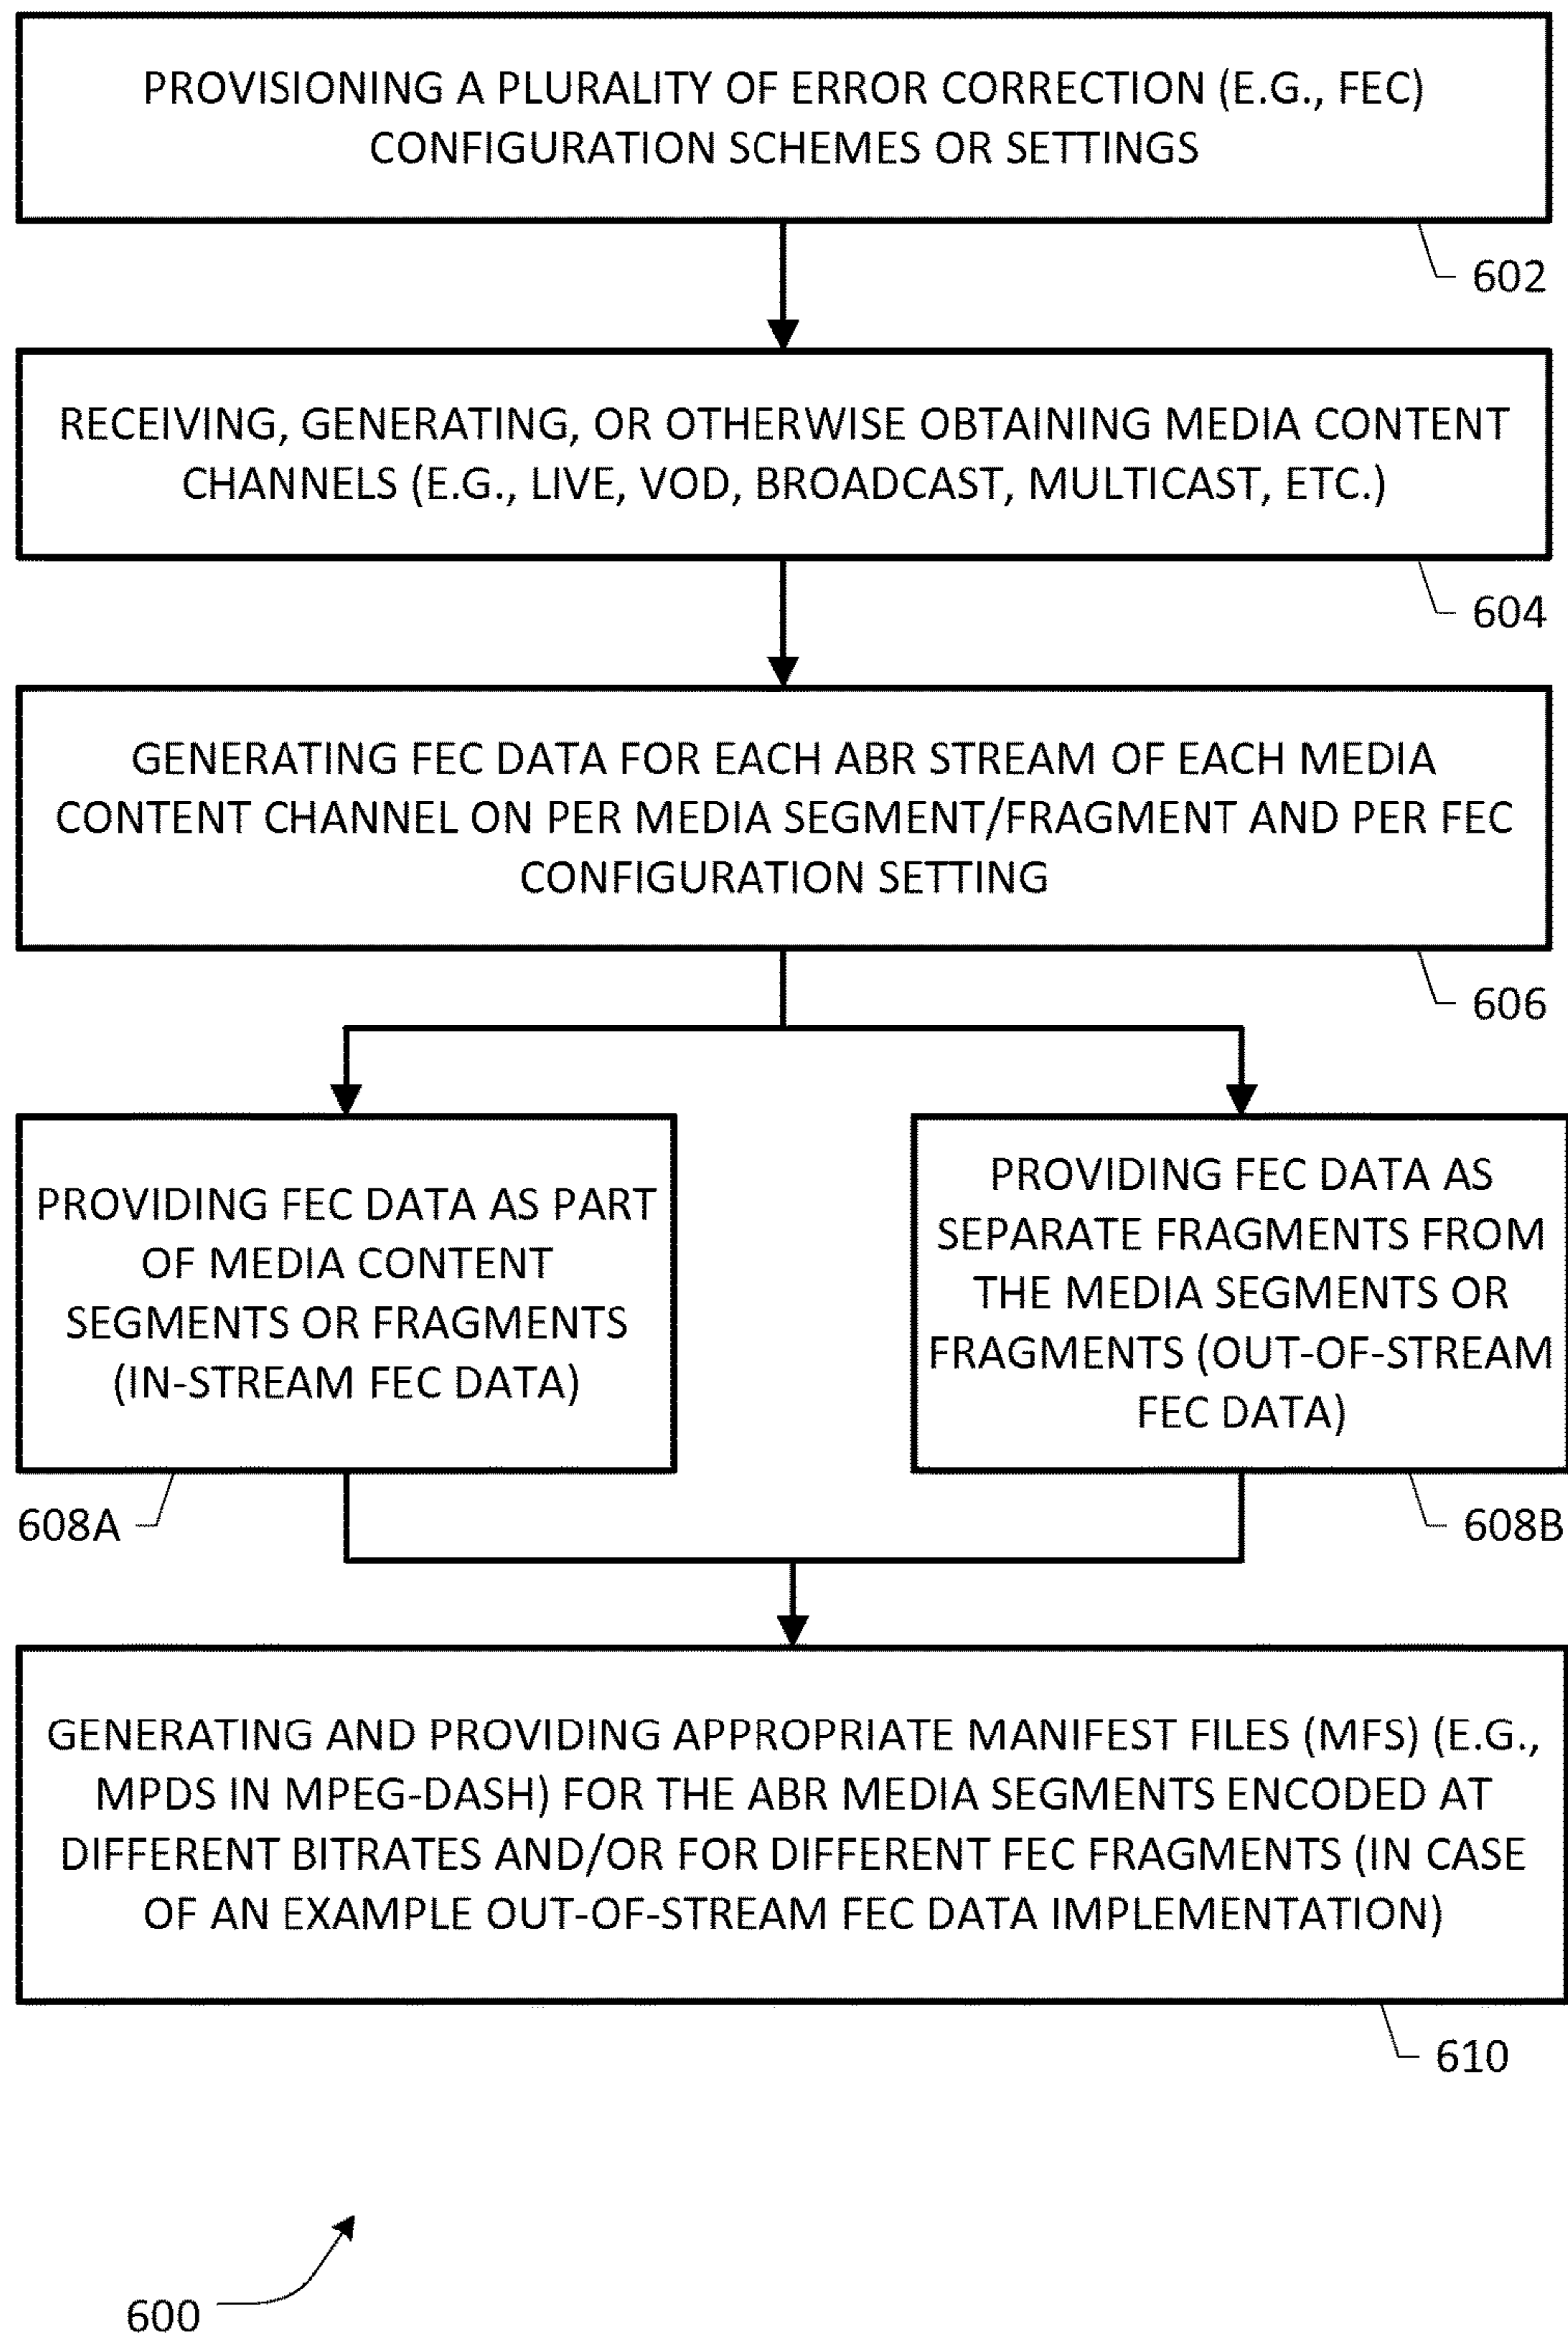 PROVISIONING A PLURALITY OF ERROR CORRECTION (E.G., FEC)
CONFIGURATION SCHEMES OR SETTINGS
602
RECEIVING, GENERATING, OR OTHERWISE OBTAINING MEDIA CONTENT
CHANNELS (E.G., LIVE, VOD, BROADCAST, MULTICAST, ETC.)
604
GENERATING FEC DATA FOR EACH ABR STREAM OF EACH MEDIA
CONTENT CHANNEL ON PER MEDIA SEGMENT/FRAGMENT AND PER FEC
CONFIGURATION SETTING
606
PROVIDING FEC DATA AS PART
OF MEDIA CONTENT
SEGMENTS OR FRAGMENTS
(IN-STREAM FEC DATA)
608A
PROVIDING FEC DATA AS
SEPARATE FRAGMENTS FROM
THE MEDIA SEGMENTS OR
FRAGMENTS (OUT-OF-STREAM
FEC DATA)
608B
GENERATING AND PROVIDING APPROPRIATE MANIFEST FILES (MFS) (E.G.,
MPDS IN MPEG-DASH) FOR THE ABR MEDIA SEGMENTS ENCODED AT
DIFFERENT BITRATES AND/OR FOR DIFFERENT FEC FRAGMENTS (IN CASE
OF AN EXAMPLE OUT-OF-STREAM FEC DATA IMPLEMENTATION)
610
600